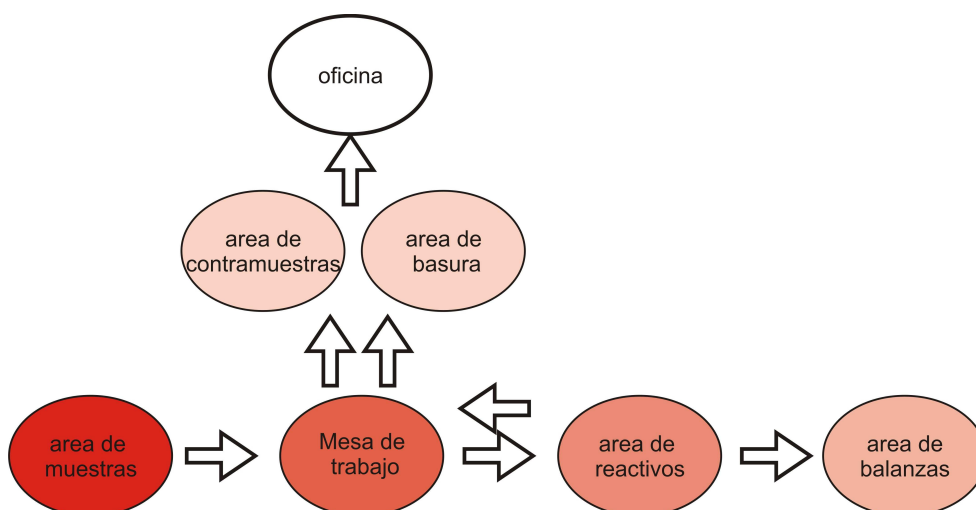 oficina
area de
contramuestras
area de
basura
area de
muestras
Mesa de
trabajo
area de
reactivos
area de
balanzas